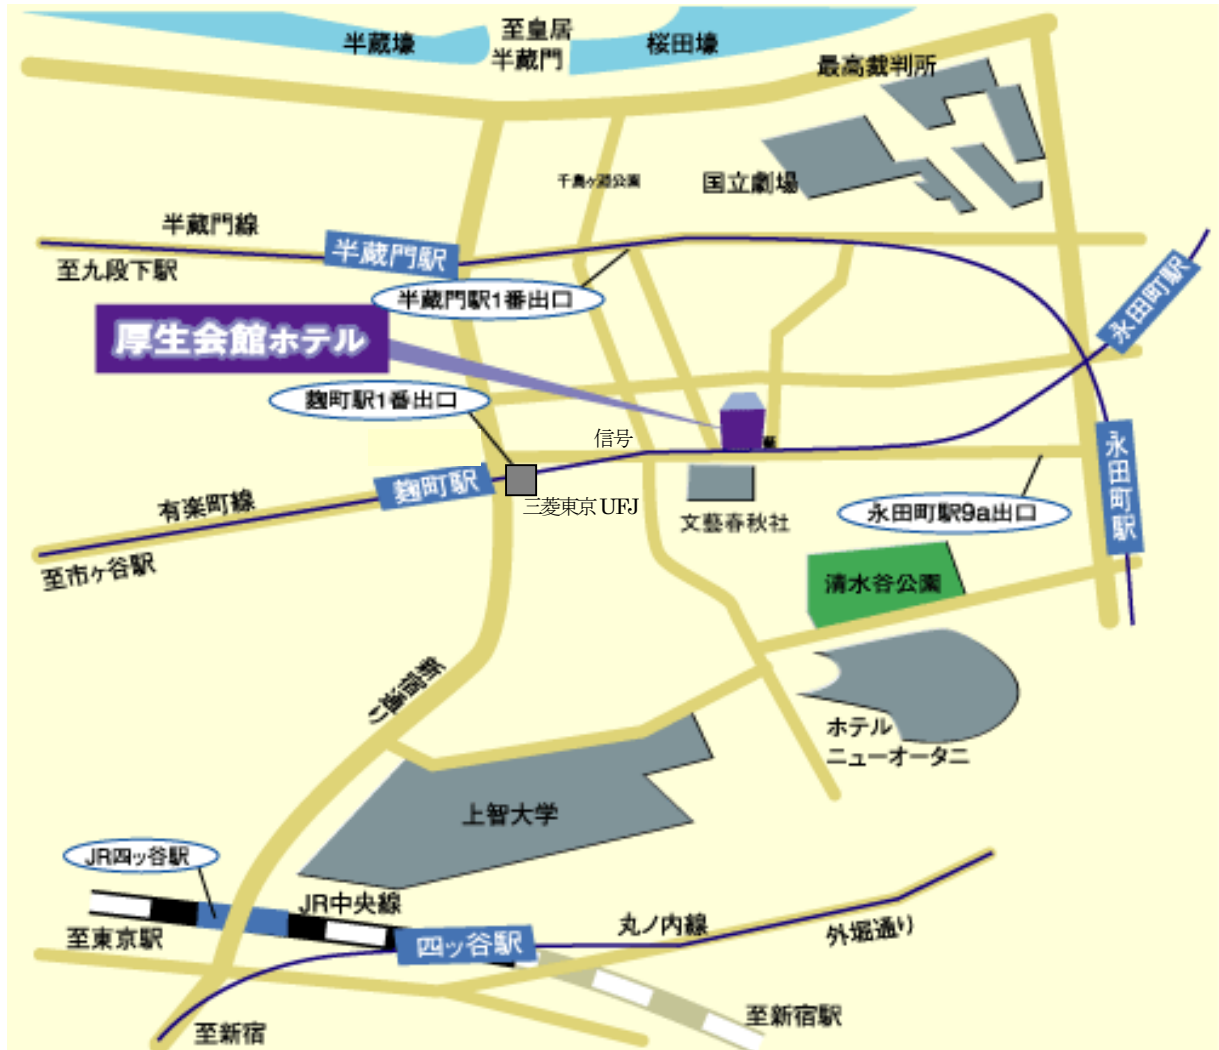 至皇居
半蔵門
半蔵壕
桜田壕
最高裁判所
千鳥ヶ淵公園
国立劇場
半蔵門線
半蔵門駅
至九段下駅
永田町駅
半蔵門駅1番出口
厚生会館ホテル
麹町駅1番出口
信号
永田町駅
麹町駅
有楽町線
三菱東京UFJ
文藝春秋社
永田町駅9a出口
至市ヶ谷駅
清水谷公園
新宿通り
ホテル
ニューオータニ
上智大学
JR四ッ谷駅
JR中央線
至東京駅
四ッ谷駅
丸ノ内線
外堀通り
至新宿駅
至新宿